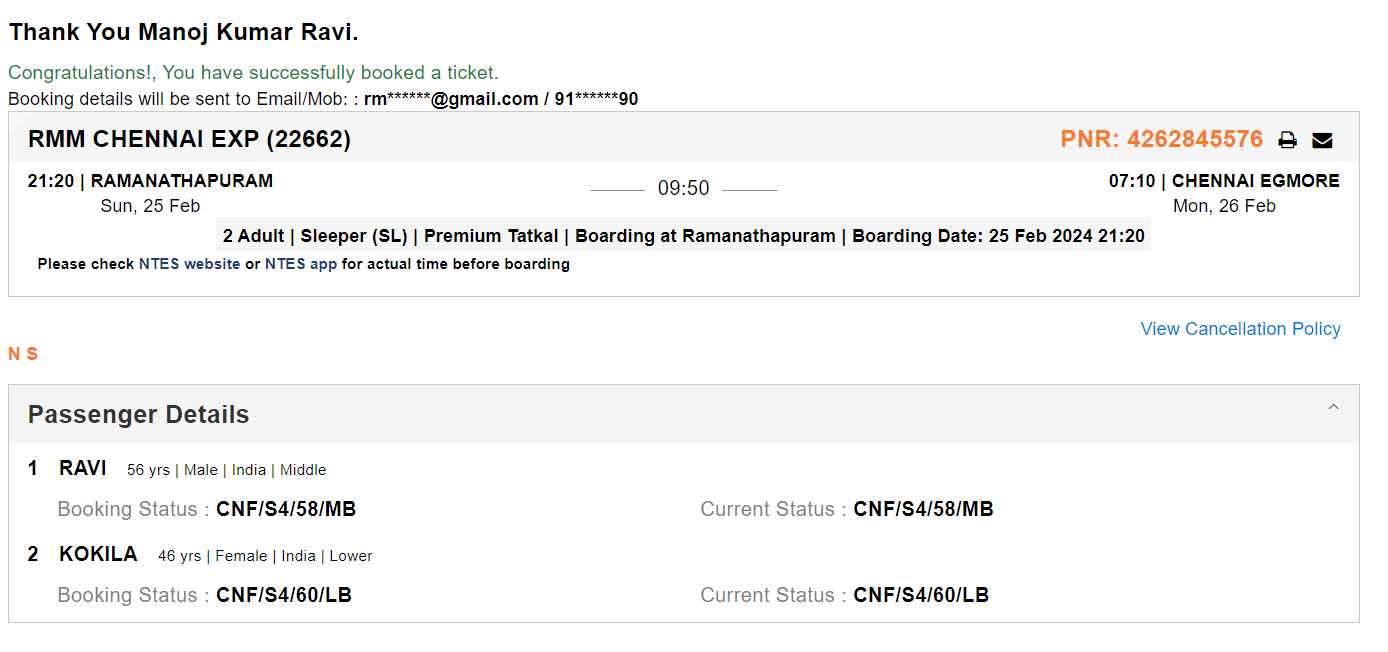 Thank You Manoj Kumar Ravi.
Congratulations!, You have successfully booked a ticket.
Booking details will be sent to Email/Mob: : rm******@gmail.com / 91******90
RMM CHENNAI EXP (22662) PNR: 4262845576
21:20 | RAMANATHAPURAM 09:50 07:10 | CHENNAI EGMORE
Sun, 25 Feb Mon, 26 Feb
2 Adult | Sleeper (SL) | Premium Tatkal | Boarding at Ramanathapuram | Boarding Date: 25 Feb 2024 21:20
Please check NTES website or NTES app for actual time before boarding
View Cancellation Policy
N S
Passenger Details
1 RAVI 56 yrs | Male | India | Middle
Booking Status : CNF/S4/58/MB Current Status : CNF/S4/58/MB
2 KOKILA 46 yrs | Female | India | Lower
Booking Status : CNF/S4/60/LB Current Status : CNF/S4/60/LB